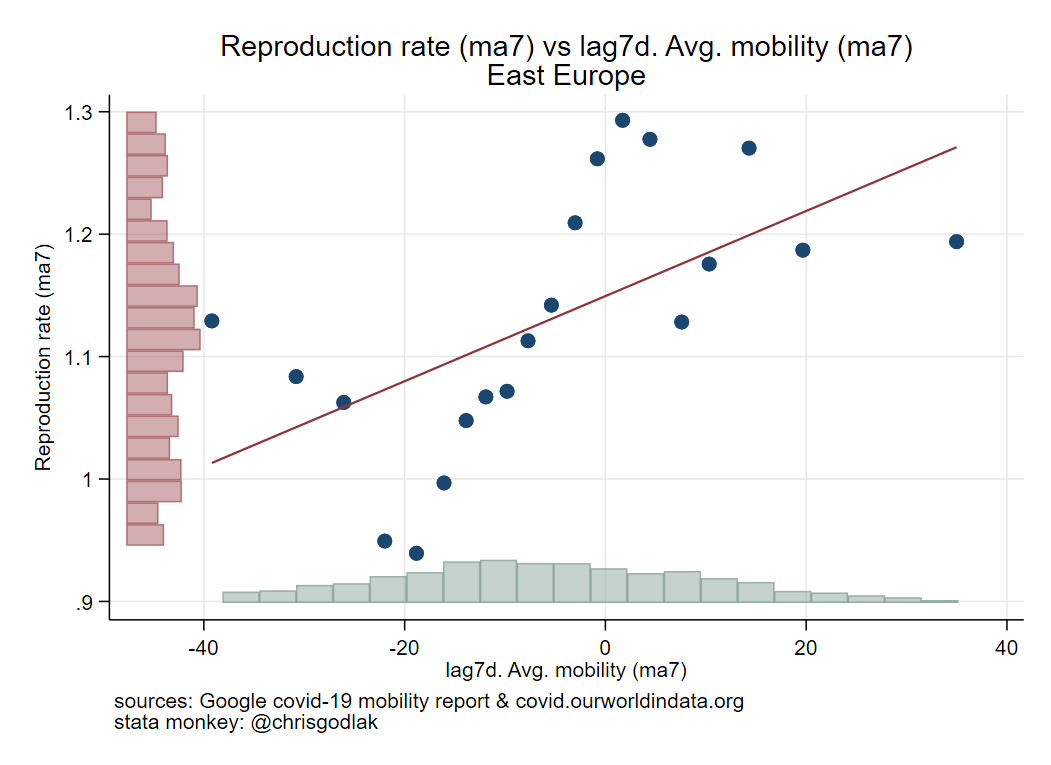 Reproduction rate (ma7) vs lag7d. Avg. mobility (ma7)
East Europe
Reproduction rate (ma7)
1.3
1.2
1.1
1
.9
-40
-20
0
20
40
lag7d. Avg. mobility (ma7)
sources: Google covid-19 mobility report & covid.ourworldindata.org
stata monkey: @chrisgodlak